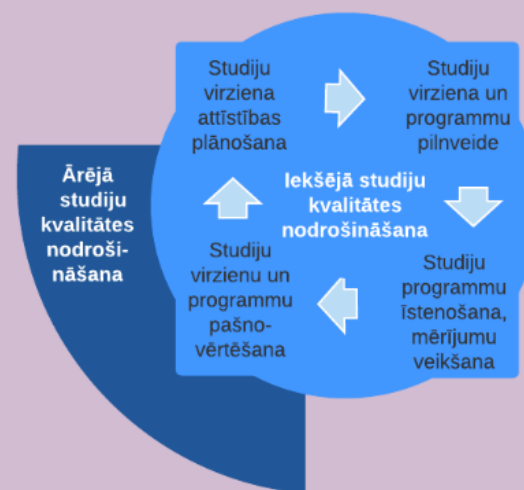 Studiju
virziena
attīstības
plānošana
Studiju
virziena un
programmu
pilnveide
Ārējā
studiju
kvalitātes
nodroši-
nāšana
Iekšējā studiju
kvalitātes
nodrošināšana
Studiju
virzienu un
programmu
pašno-
vērtēšana
Studiju
programmu
īstenošana,
mērījumu
veikšana